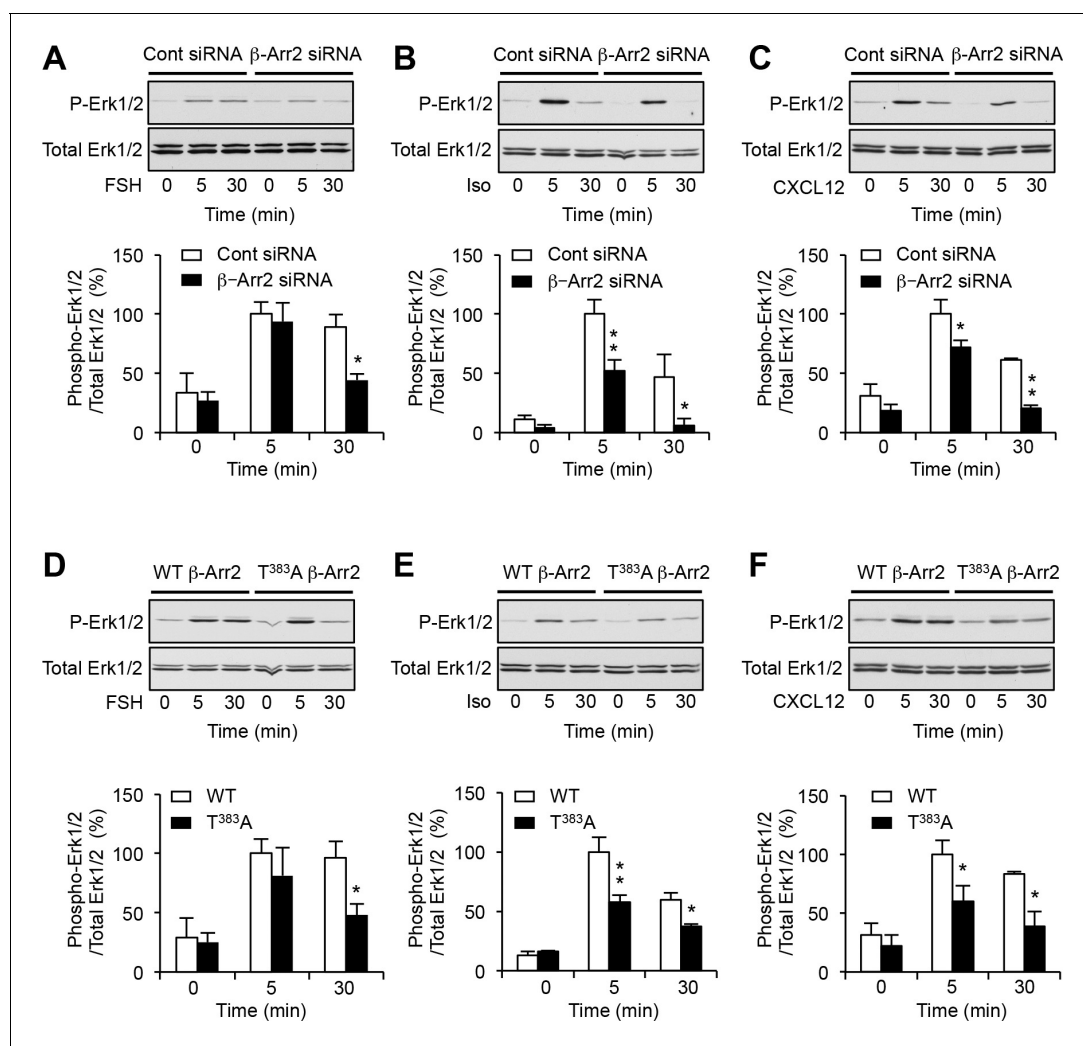 A
Cont siRNA β-Arr2 siRNA
P-Erk1/2
Total Erk1/2
FSH 0 5 30 0 5 30
Time (min)
Phospho-Erk1/2
/Total Erk1/2 (%)
150
100
50
0
Cont siRNA
β−Arr2 siRNA
*
0 5 30
Time (min)
B
Cont siRNA β-Arr2 siRNA
P-Erk1/2
Total Erk1/2
Iso 0 5 30 0 5 30
Time (min)
Phospho-Erk1/2
/Total Erk1/2 (%)
150
100
50
0
Cont siRNA
β−Arr2 siRNA
**
*
0 5 30
Time (min)
C
Cont siRNA β-Arr2 siRNA
P-Erk1/2
Total Erk1/2
CXCL12 0 5 30 0 5 30
Time (min)
Phospho-Erk1/2
/Total Erk1/2 (%)
150
100
50
0
Cont siRNA
β−Arr2 siRNA
*
**
0 5 30
Time (min)
D
WT β-Arr2 T³⁸³A β-Arr2
P-Erk1/2
Total Erk1/2
FSH 0 5 30 0 5 30
Time (min)
Phospho-Erk1/2
/Total Erk1/2 (%)
150
100
50
0
WT
T³⁸³A
*
0 5 30
Time (min)
E
WT β-Arr2 T³⁸³A β-Arr2
P-Erk1/2
Total Erk1/2
Iso 0 5 30 0 5 30
Time (min)
Phospho-Erk1/2
/Total Erk1/2 (%)
150
100
50
0
WT
T³⁸³A
**
*
0 5 30
Time (min)
F
WT β-Arr2 T³⁸³A β-Arr2
P-Erk1/2
Total Erk1/2
CXCL12 0 5 30 0 5 30
Time (min)
Phospho-Erk1/2
/Total Erk1/2 (%)
150
100
50
0
WT
T³⁸³A
*
*
0 5 30
Time (min)